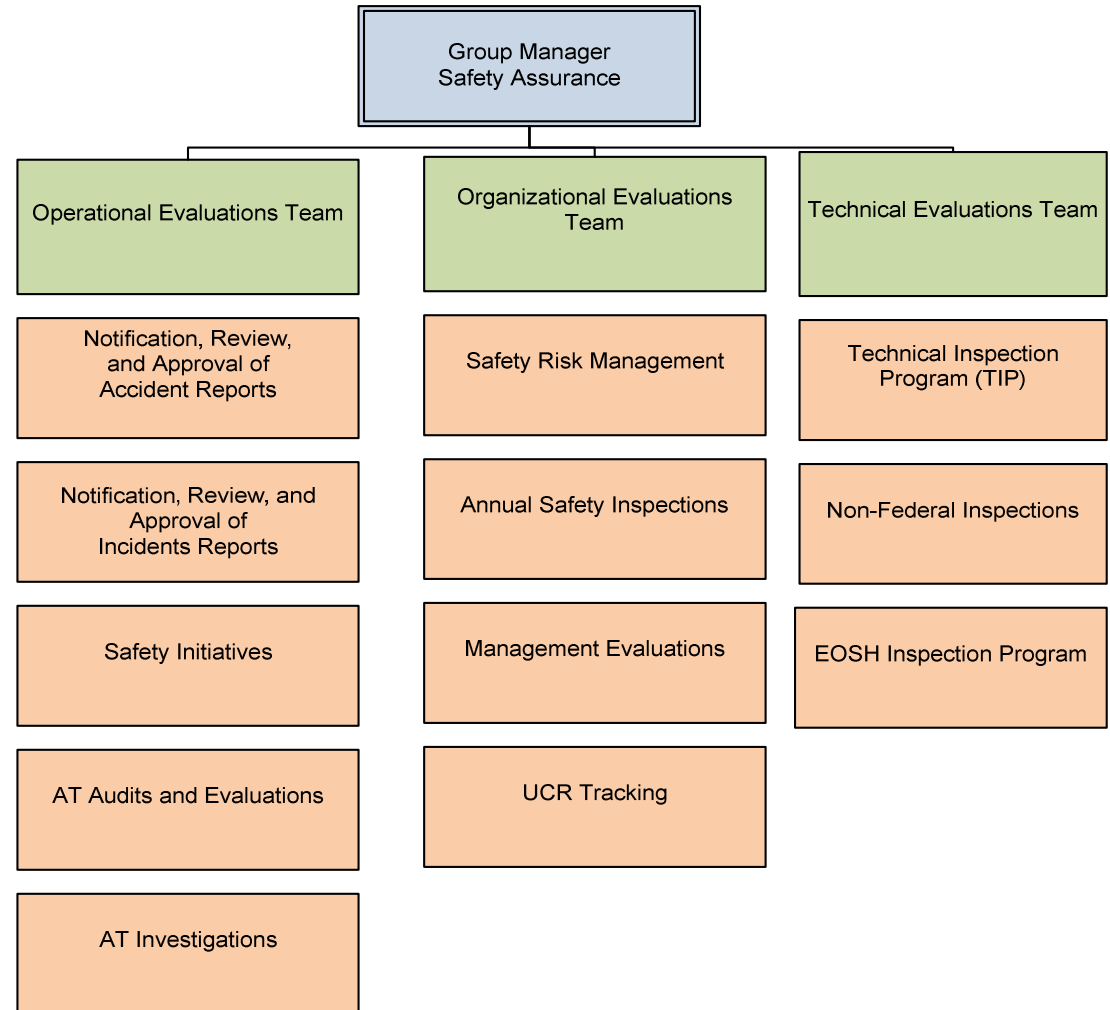 Group Manager
Safety Assurance
Operational Evaluations Team
Notification, Review,
and Approval of
Accident Reports
Notification, Review, and
Approval of
Incidents Reports
Safety Initiatives
AT Audits and Evaluations
AT Investigations
Organizational Evaluations
Team
Safety Risk Management
Annual Safety Inspections
Management Evaluations
UCR Tracking
Technical Evaluations Team
Technical Inspection
Program (TIP)
Non-Federal Inspections
EOSH Inspection Program